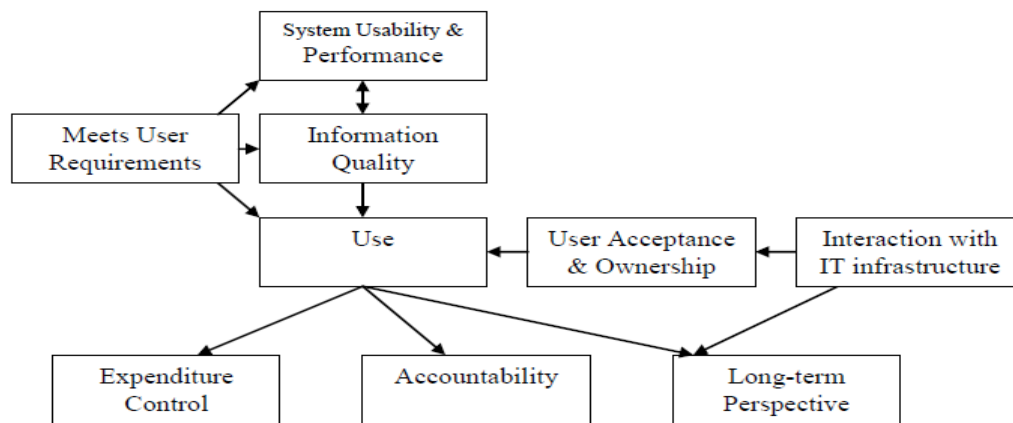 System Usability &
Performance
Meets User
Requirements
Information
Quality
Use
User Acceptance
& Ownership
Interaction with
IT infrastructure
Expenditure
Control
Accountability
Long-term
Perspective